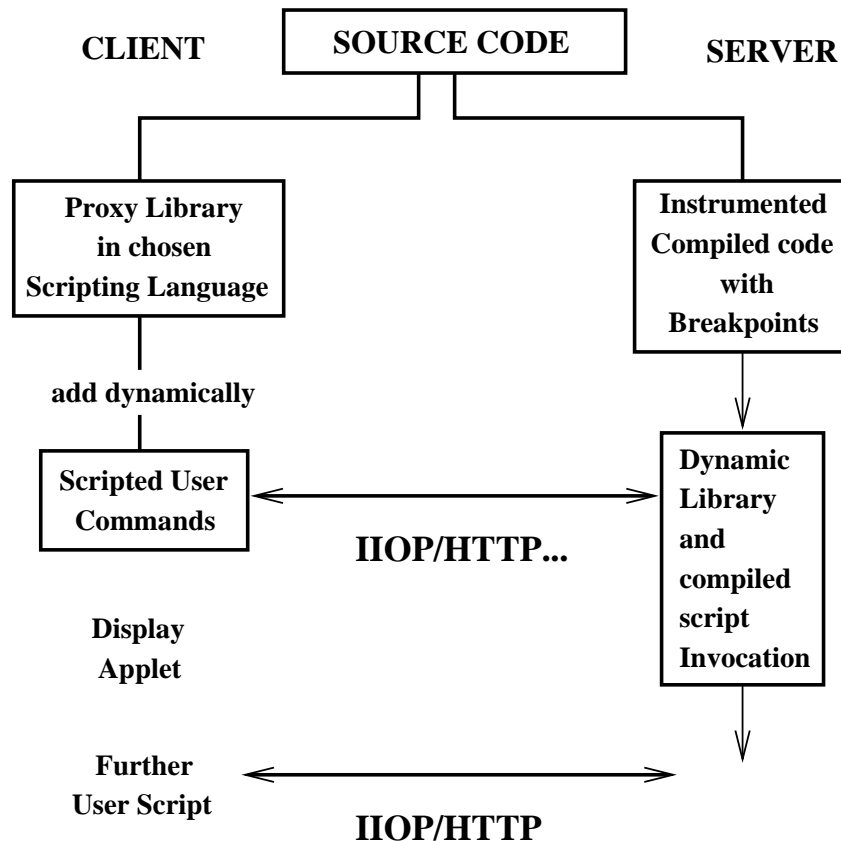 CLIENT
SOURCE CODE
SERVER
Proxy Library
in chosen
Scripting Language
Instrumented
Compiled code
with
Breakpoints
add dynamically
Scripted User
Commands
IIOP/HTTP...
Dynamic
Library
and
compiled
script
Invocation
Display
Applet
Further
User Script
IIOP/HTTP